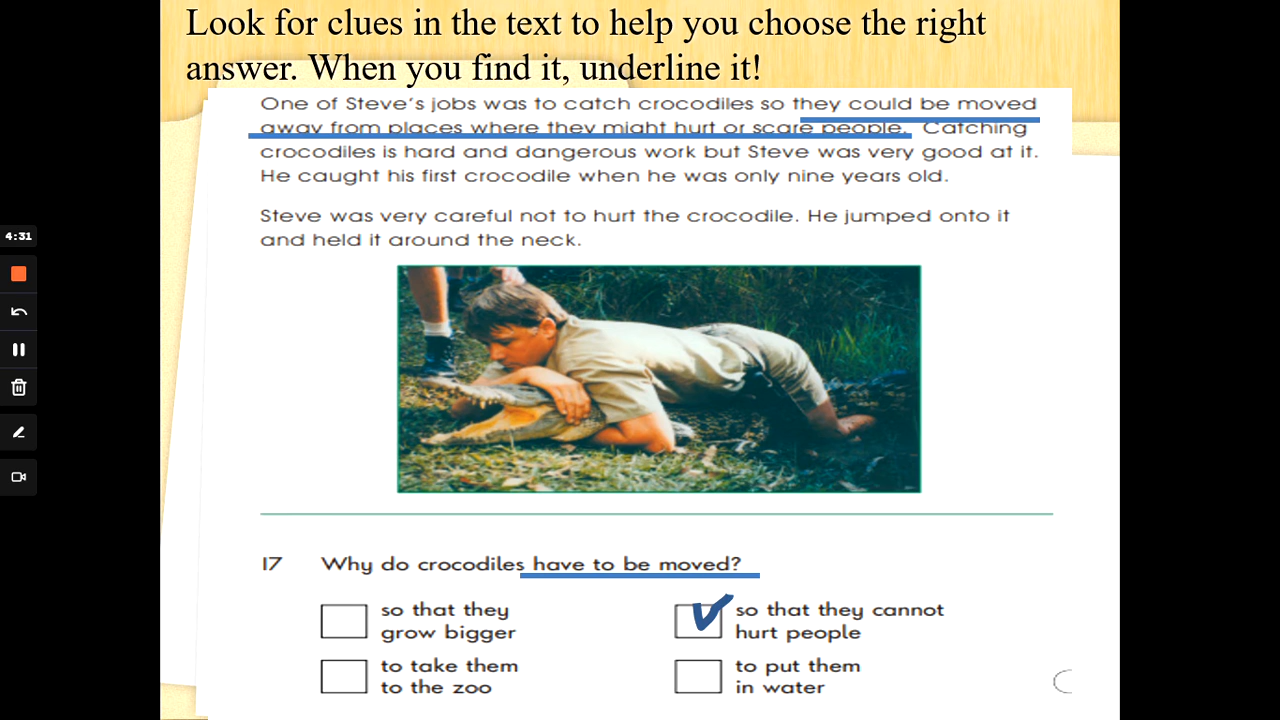 Look for clues in the text to help you choose the right
answer. When you find it, underline it!
One of Steve's jobs was to catch crocodiles so they could be moved
away from places where they might hurt or scare people. Catching
crocodiles is hard and dangerous work but Steve was very good at it.
He caught his first crocodile when he was only nine years old.
Steve was very careful not to hurt the crocodile. He jumped onto it
and held it around the neck.
4:31
17 Why do crocodiles have to be moved?
so that they
grow bigger
so that they cannot
hurt people
to take them
to the zoo
to put them
in water